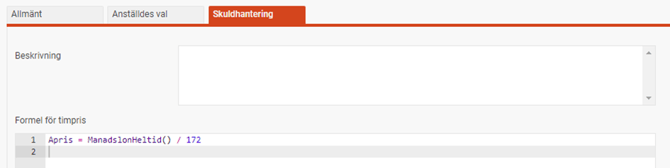 Allmänt Anställdes val Skuldhantering
Beskrivning
Formel för timpris
1 Apris = ManadslonHeltid() / 172
2